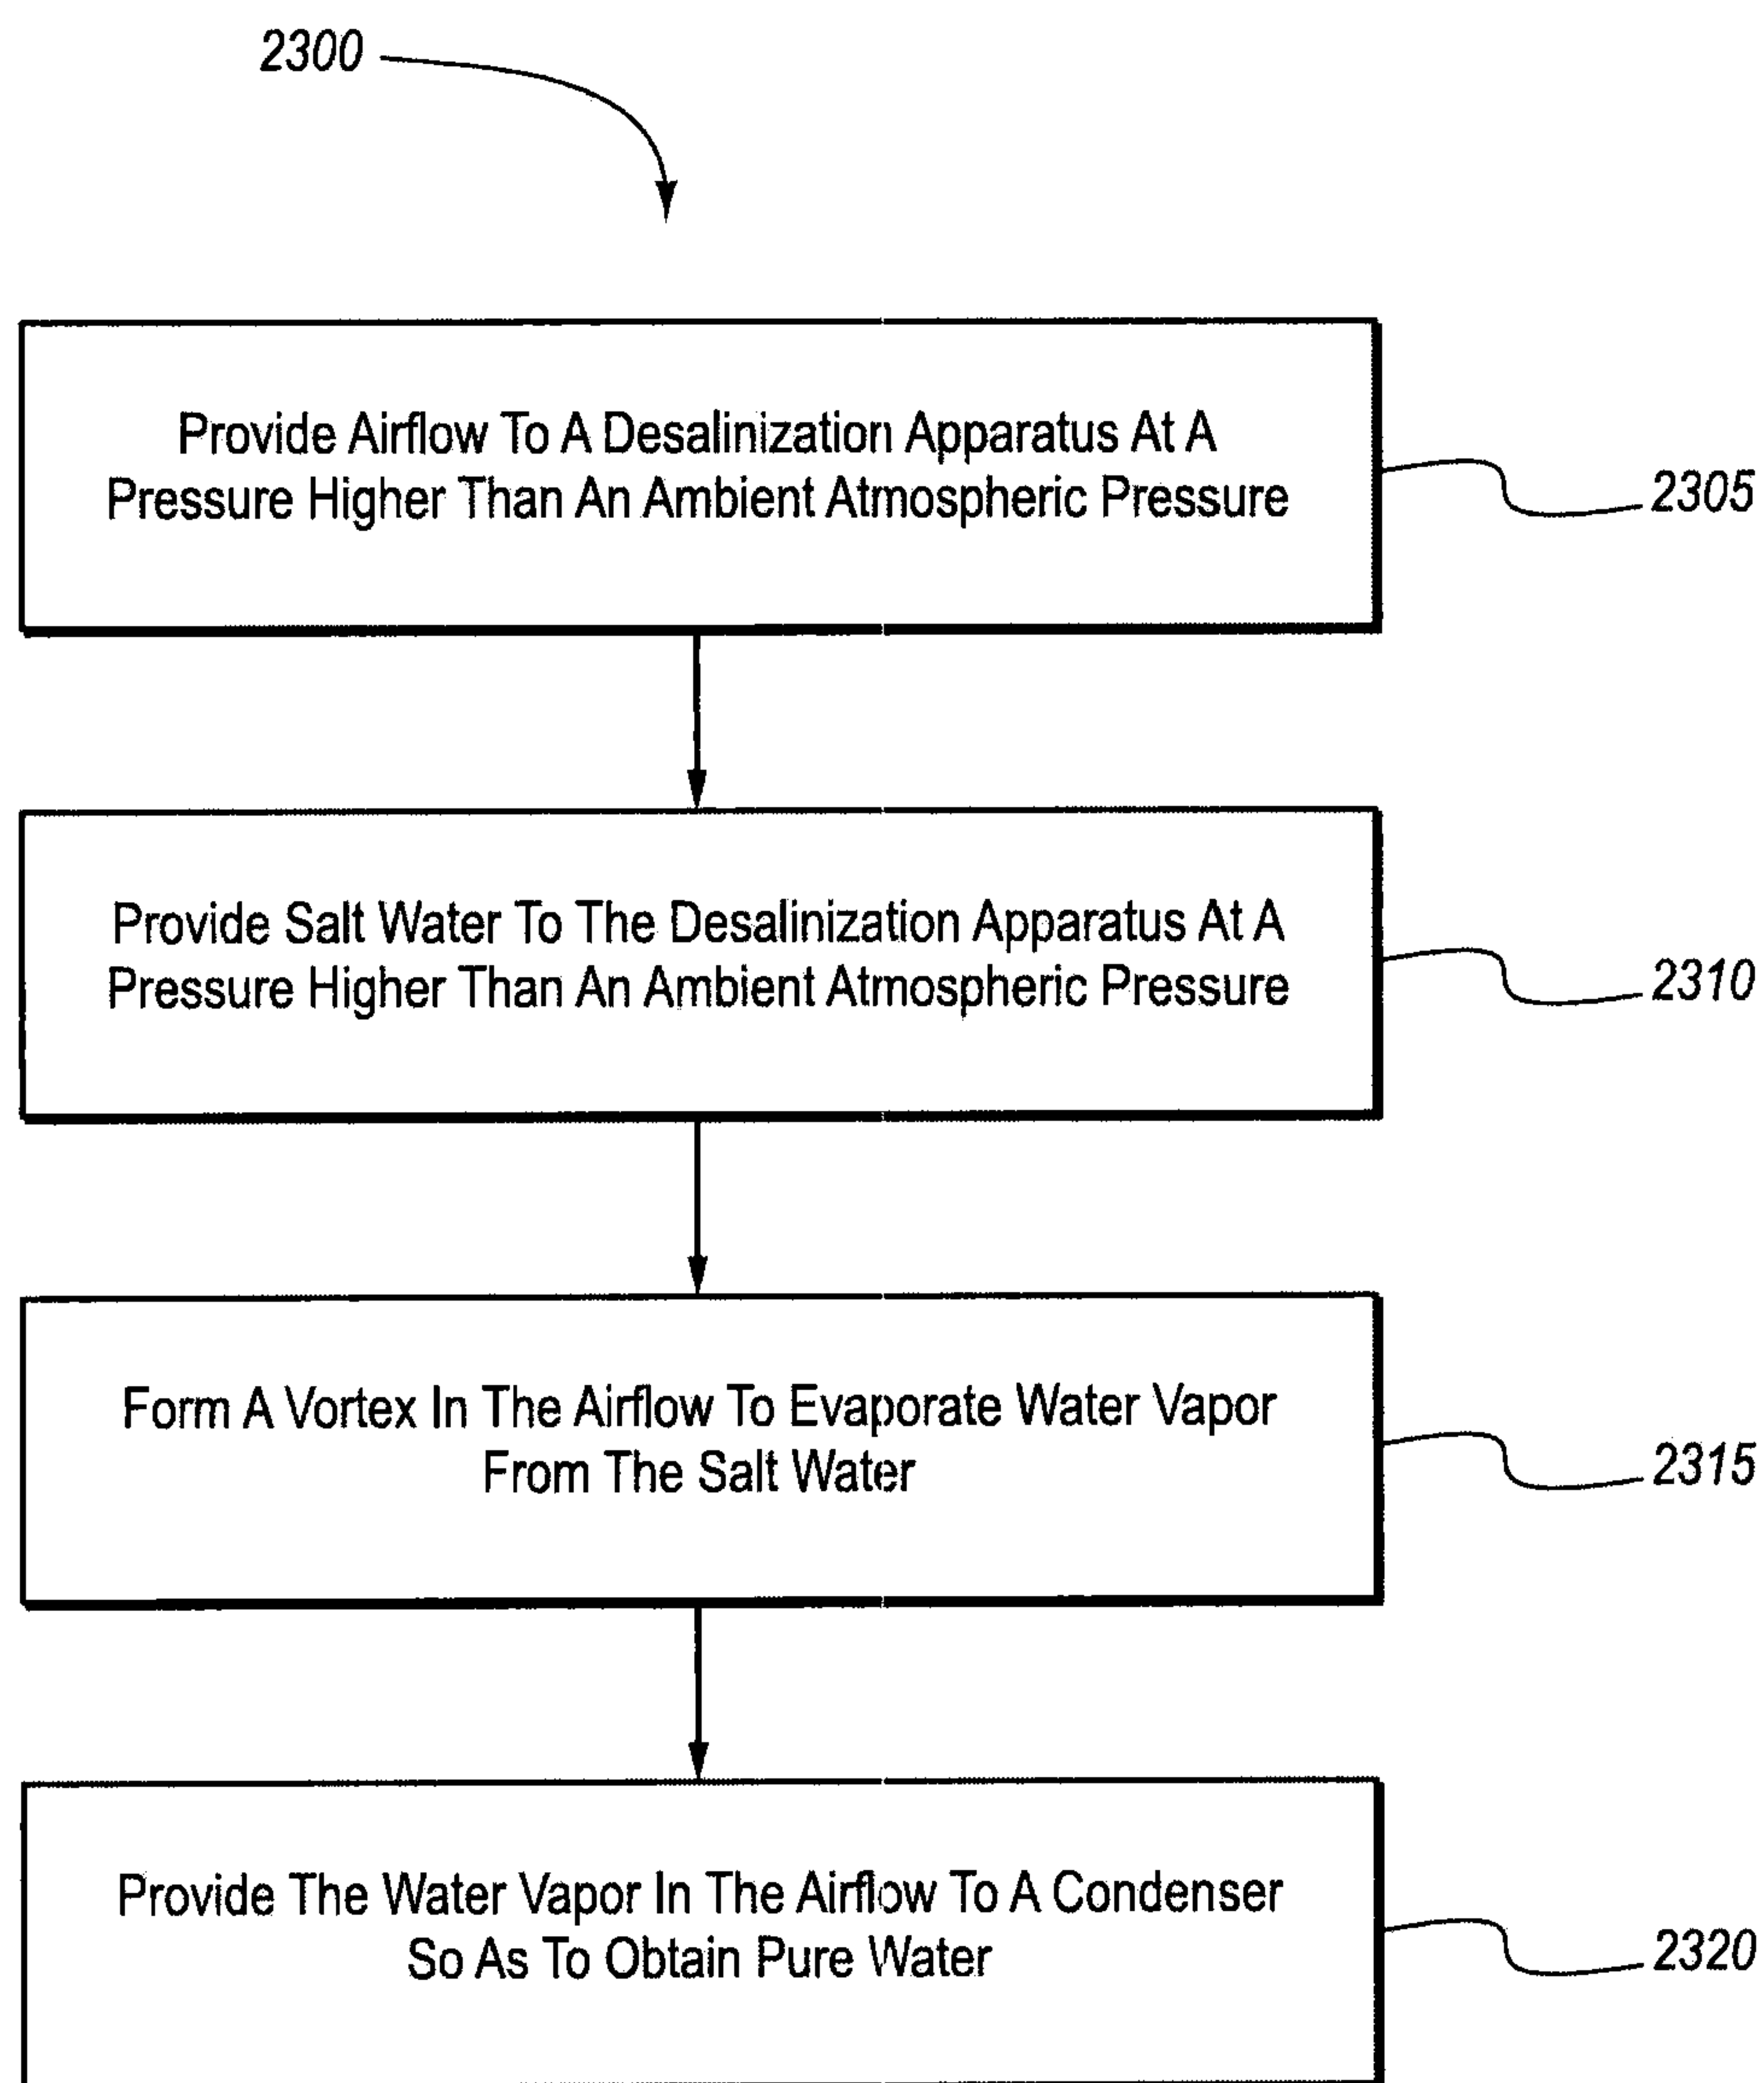 2300
Provide Airflow To A Desalinization Apparatus At A
Pressure Higher Than An Ambient Atmospheric Pressure
2305
Provide Salt Water To The Desalinization Apparatus At A
Pressure Higher Than An Ambient Atmospheric Pressure
2310
Form A Vortex In The Airflow To Evaporate Water Vapor
From The Salt Water
2315
Provide The Water Vapor In The Airflow To A Condenser
So As To Obtain Pure Water
2320